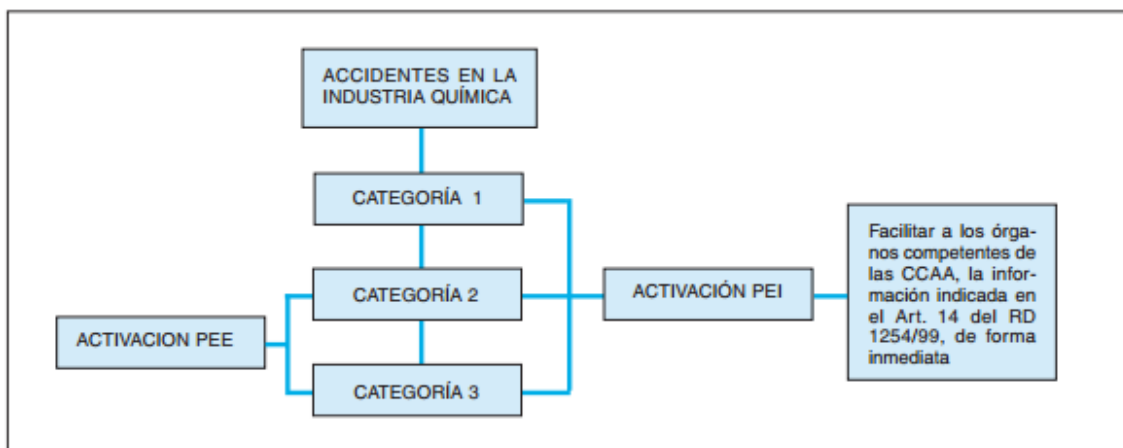 ACCIDENTES EN LA
INDUSTRIA QUÍMICA
CATEGORÍA 1
CATEGORÍA 2
CATEGORÍA 3
ACTIVACION PEE
ACTIVACIÓN PEI
Facilitar a los órga-
nos competentes de
las CCAA, la infor-
mación indicada en
el Art. 14 del RD
1254/99, de forma
inmediata